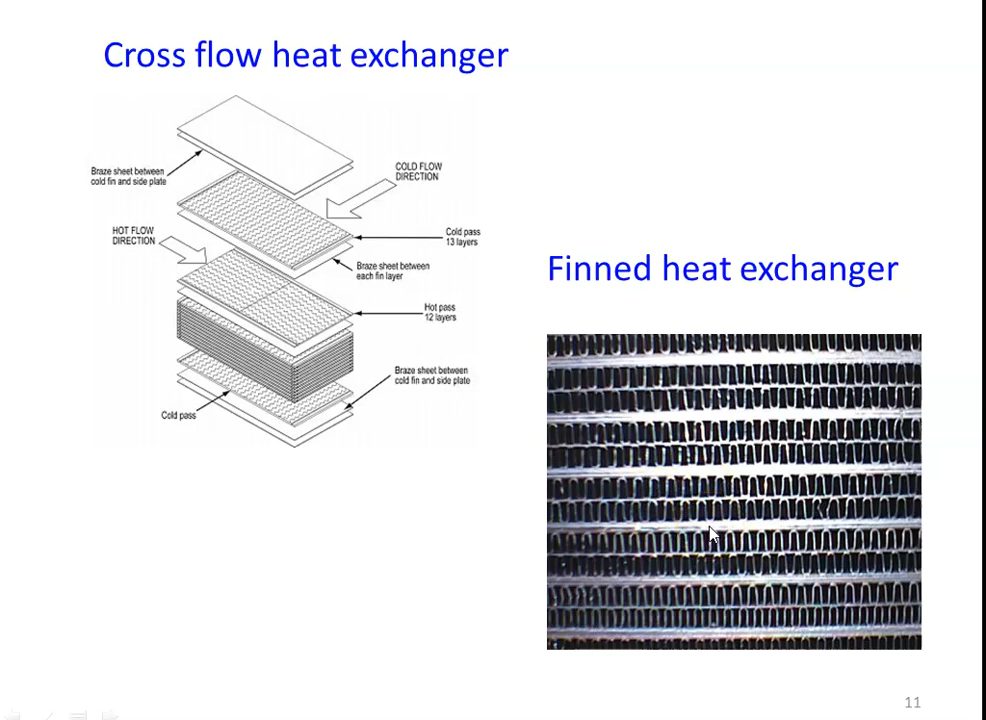 Cross flow heat exchanger
Braze sheet between
cold fin and side plate
COLD FLOW
DIRECTION
HOT FLOW
DIRECTION
Cold pass
13 layers
Braze sheet between
each fin layer
Hot pass
12 layers
Braze sheet between
cold fin and side plate
Cold pass
Finned heat exchanger
11